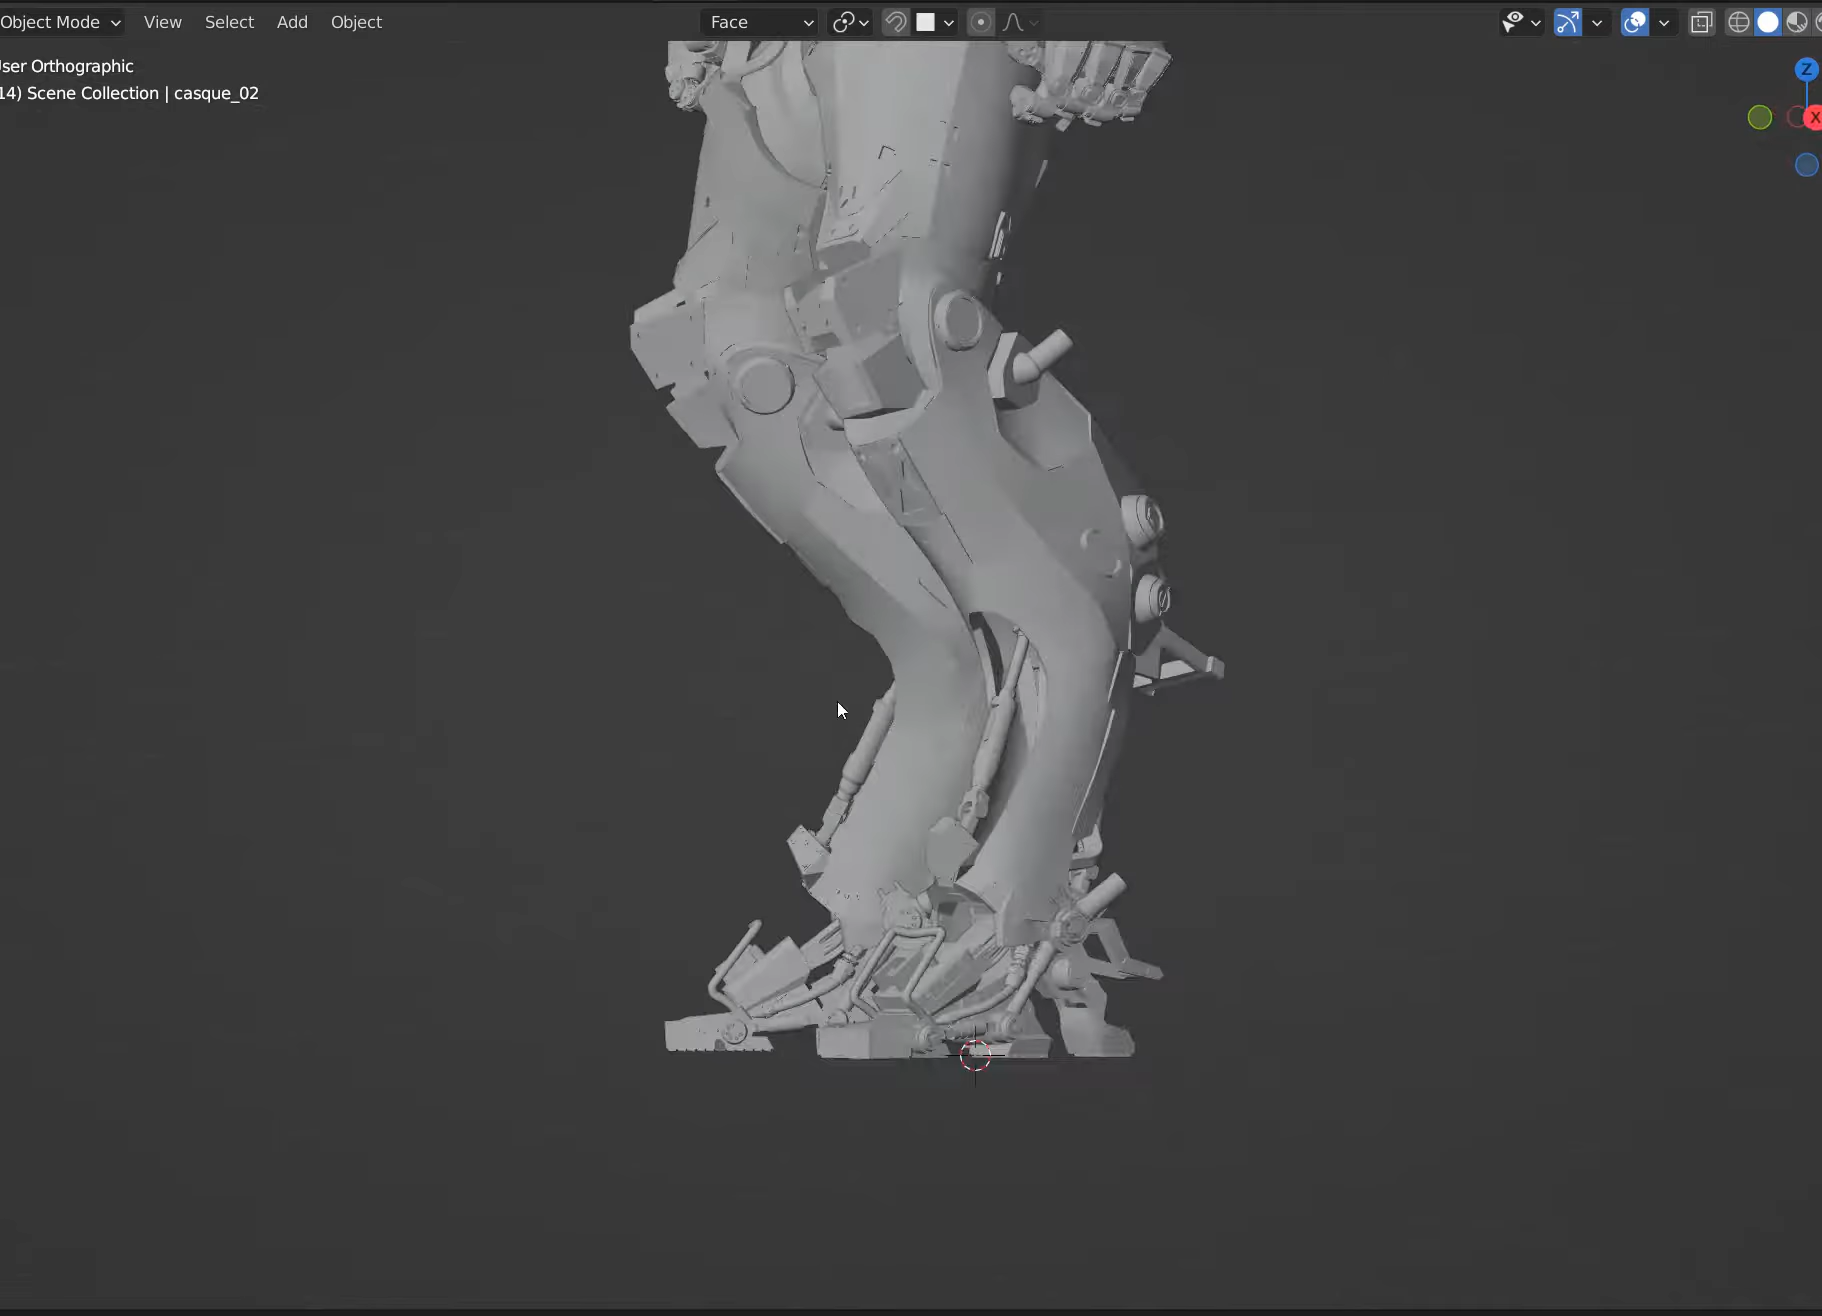 Object Mode View Select Add Object Face
ser Orthographic
14) Scene Collection | casque_02
Z
X